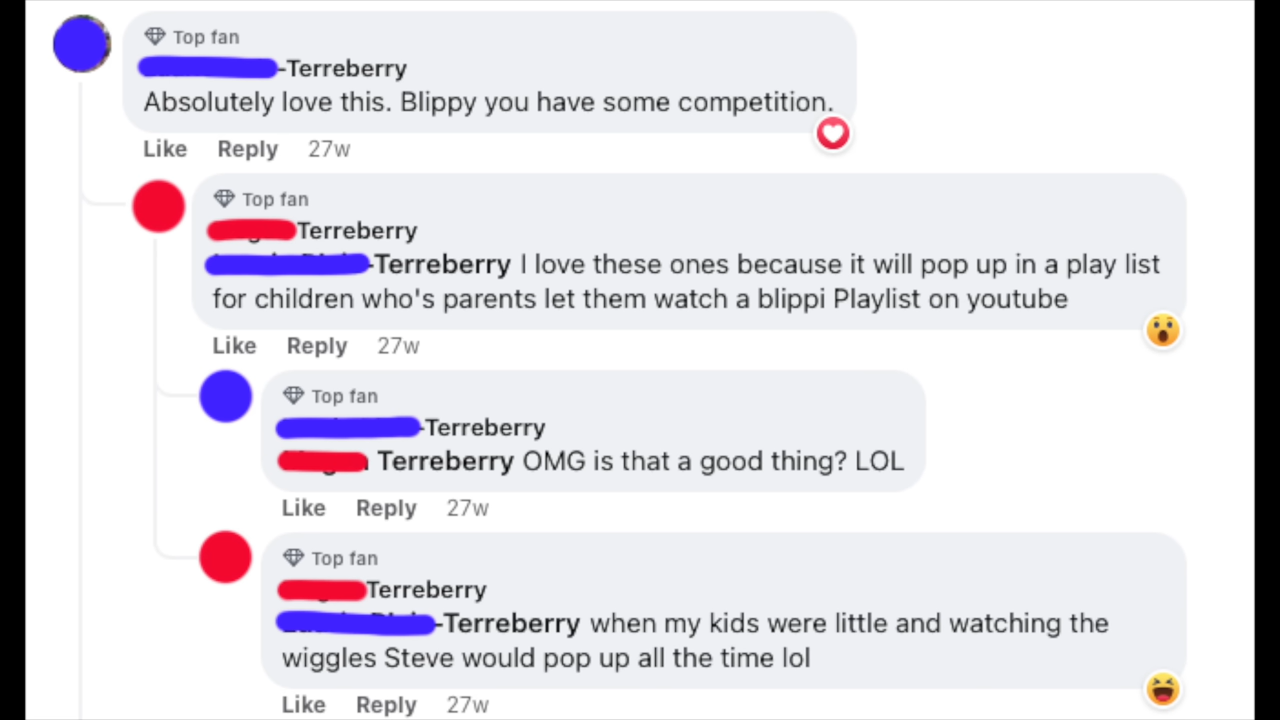 Top fan
-Terreberry
Absolutely love this. Blippy you have some competition.
Like Reply 27w
Top fan
Terreberry
-Terreberry I love these ones because it will pop up in a play list
for children who's parents let them watch a blippi Playlist on youtube
Like Reply 27w
Top fan
-Terreberry
Terreberry OMG is that a good thing? LOL
Like Reply 27w
Top fan
Terreberry
-Terreberry when my kids were little and watching the
wiggles Steve would pop up all the time lol
Like Reply 27w